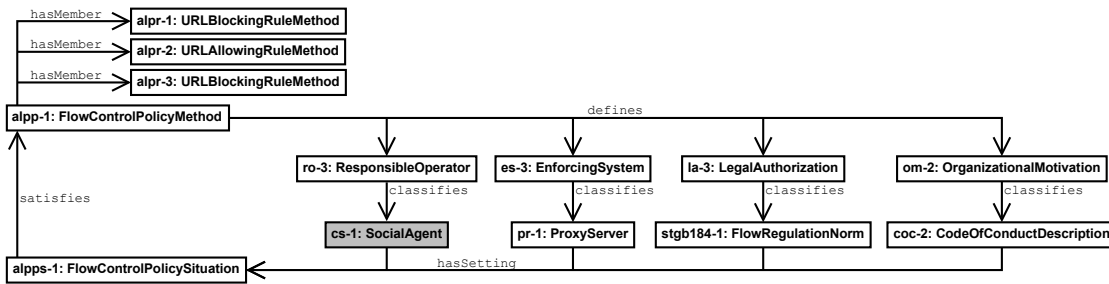 hasMember
alpr-1: URLBlockingRuleMethod
hasMember
alpr-2: URLAllowingRuleMethod
hasMember
alpr-3: URLBlockingRuleMethod
alpp-1: FlowControlPolicyMethod
defines
ro-3: ResponsibleOperator
es-3: EnforcingSystem
la-3: LegalAuthorization
om-2: OrganizationalMotivation
satisfies
classifies
classifies
classifies
classifies
cs-1: SocialAgent
pr-1: ProxyServer
stgb184-1: FlowRegulationNorm
coc-2: CodeOfConductDescription
alpps-1: FlowControlPolicySituation
hasSetting